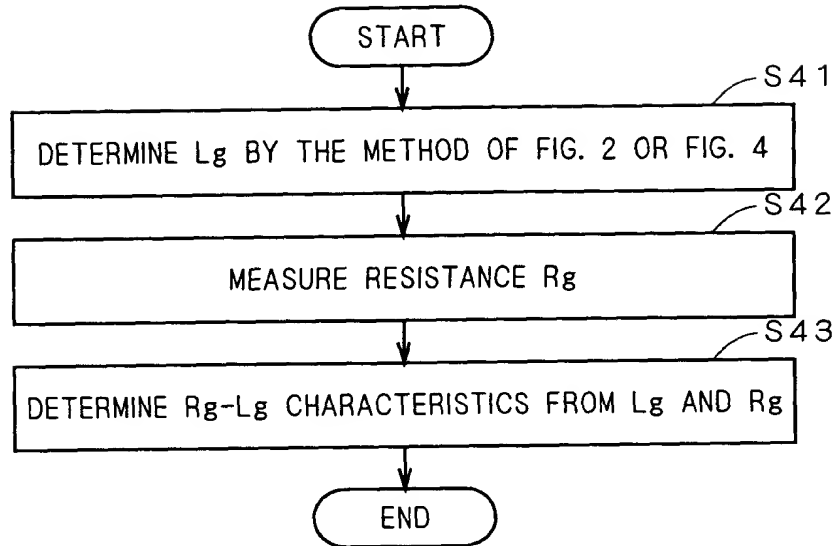 START
S41
DETERMINE Lg BY THE METHOD OF FIG. 2 OR FIG. 4
S42
MEASURE RESISTANCE Rg
S43
DETERMINE Rg-Lg CHARACTERISTICS FROM Lg AND Rg
END